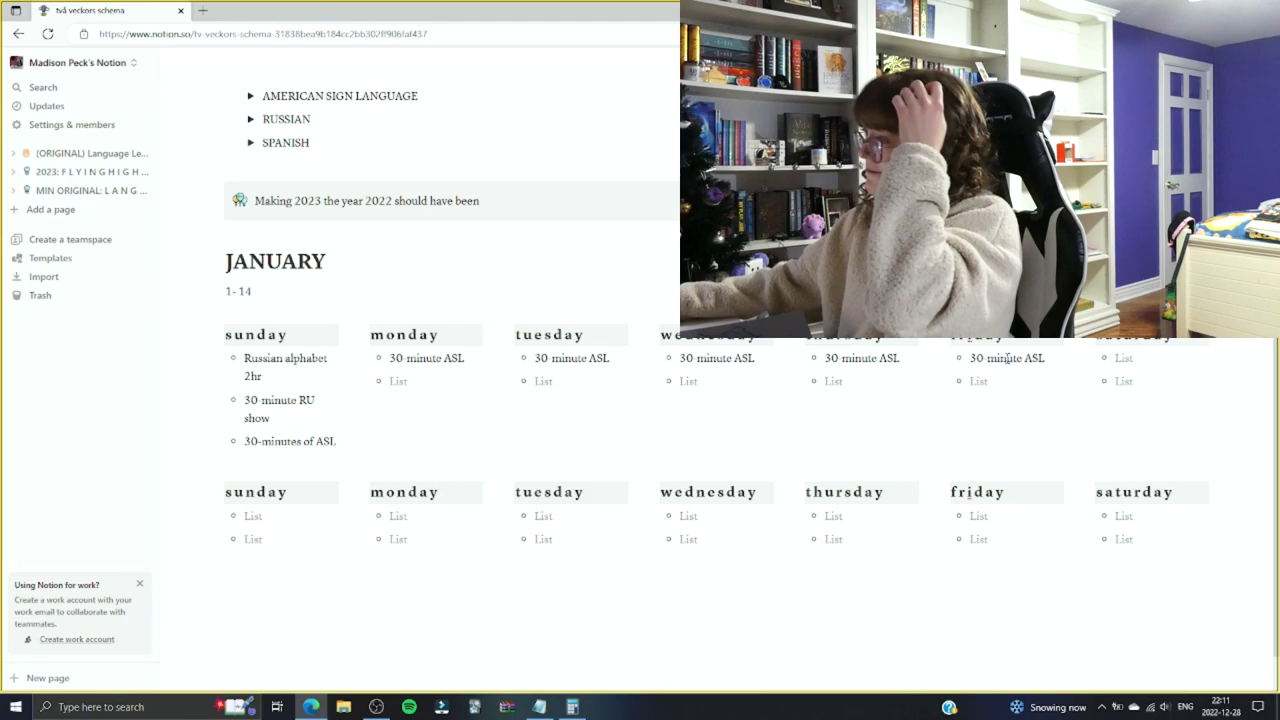 två veckors schema
https://www.notion.so/tv-veckors-schema-31838bea9b184cc2bb302ff906faf437
Madison Peck's Notion
Search
Updates
Settings & members
(ORIGINAL) Language Le...
2023: F L Y I N G H I G H ...
MIN ORIGINAL: L A N G ...
Add a page
Create a teamspace
Templates
Import
Trash
AMERICAN SIGN LANGUAGE
RUSSIAN
SPANISH
Making 2023 the year 2022 should have been
JANUARY
1-14
sunday
Russian alphabet
2hr
30 minute RU
show
30-minutes of ASL
monday
30-minute ASL
List
tuesday
30-minute ASL
List
30-minute ASL
List
30-minute ASL
List
30-minute ASL
List
List
List
sunday monday tuesday wednesday thursday friday saturday
List List List List List List List
List List List List List List List
Using Notion for work?
Create a work account with your
work email to collaborate with
teammates.
Create work account
New page
Type here to search
Snowing now
ENG
22:11
2022-12-28